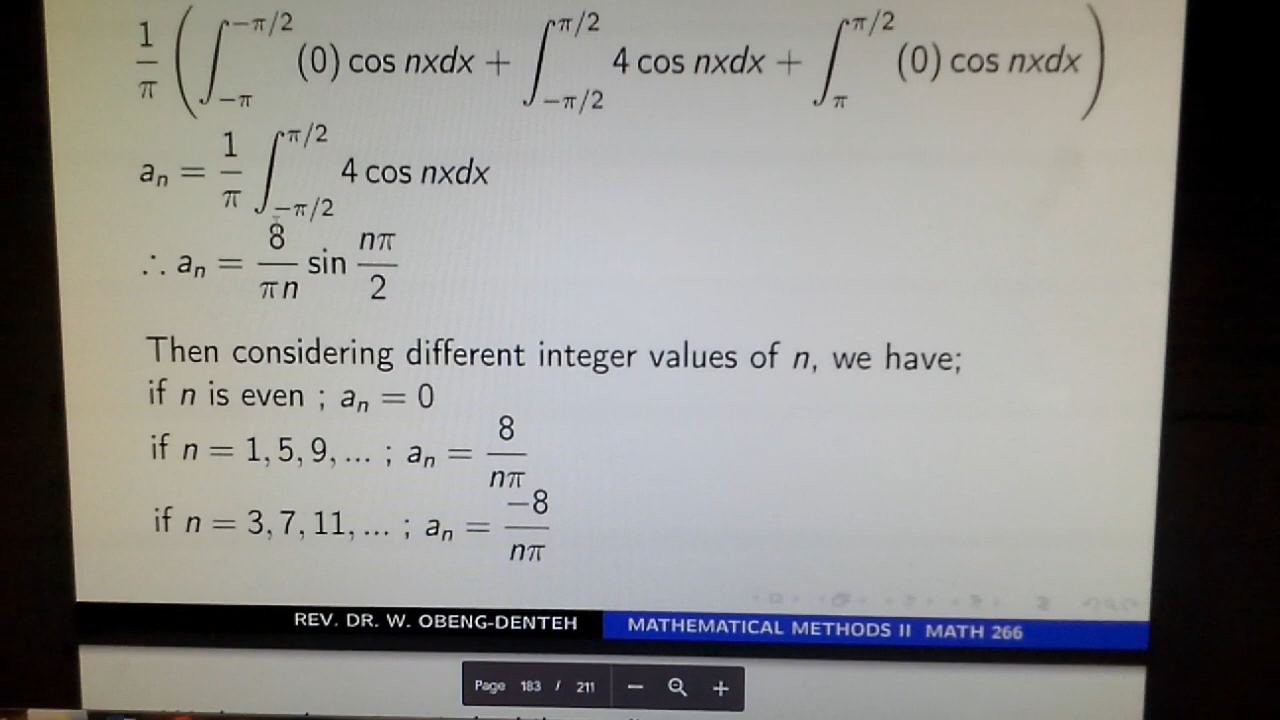 1/π ( ∫_{-π}^{-π/2} (0) cos nxdx + ∫_{-π/2}^{π/2} 4 cos nxdx + ∫_{π}^{π/2} (0) cos nxdx )
a_n = 1/π ∫_{-π/2}^{π/2} 4 cos nxdx
∴ a_n = 8/πn sin nπ/2
Then considering different integer values of n, we have;
if n is even ; a_n = 0
if n = 1, 5, 9, ... ; a_n = 8/nπ
if n = 3, 7, 11, ... ; a_n = -8/nπ
REV. DR. W. OBENG-DENTEH MATHEMATICAL METHODS II MATH 266
Page 183 / 211